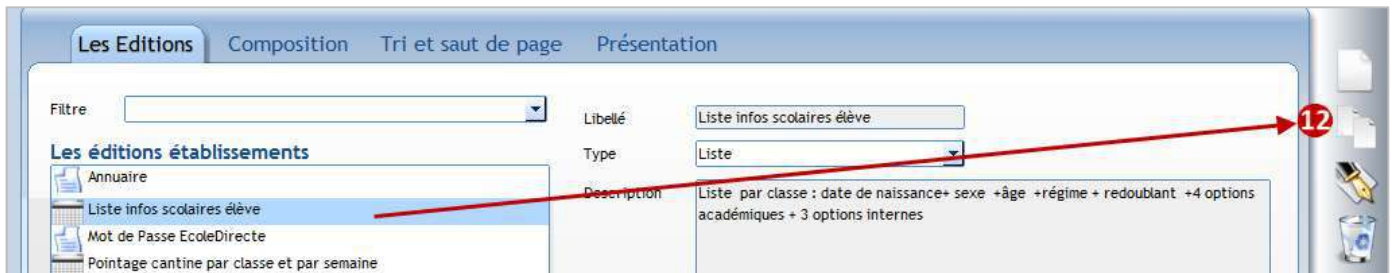 Les Editions Composition Tri et saut de page Présentation
Filtre
Les éditions établissements
Annuaire
Liste infos scolaires élève
Mot de Passe EcoleDirecte
Pointage cantine par classe et par semaine
Libellé Liste infos scolaires élève
Type Liste
Description Liste par classe : date de naissance+ sexe +âge +régime + redoublant +4 options
académiques + 3 options internes
12